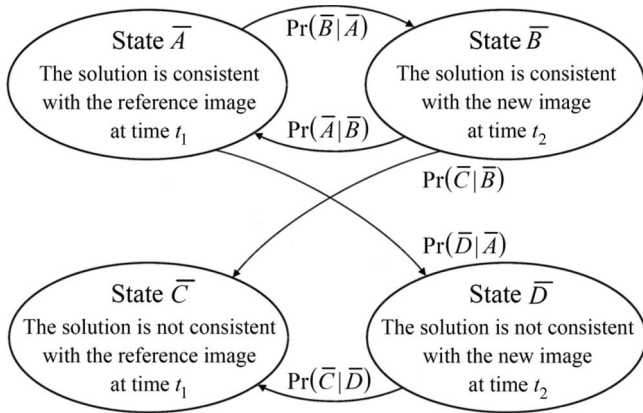 Pr(B̅|A̅)
State A̅
The solution is consistent
with the reference image
at time t₁
State B̅
The solution is consistent
with the new image
at time t₂
Pr(A̅|B̅)
Pr(C̅|B̅)
Pr(D̅|A̅)
State C̅
The solution is not consistent
with the reference image
at time t₁
State D̅
The solution is not consistent
with the new image
at time t₂
Pr(C̅|D̅)